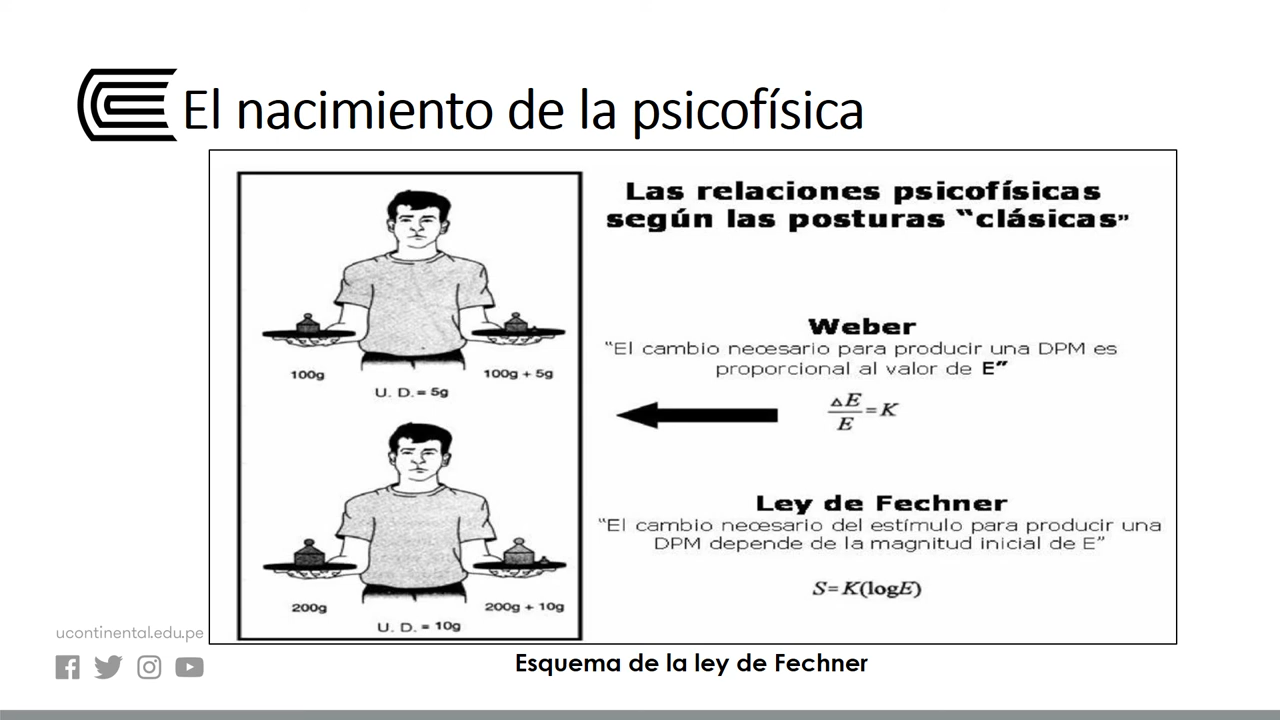 El nacimiento de la psicofísica
100g
100g + 5g
U. D.= 5g
200g
200g + 10g
U. D.= 10g
Las relaciones psicofísicas
según las posturas “clásicas”
Weber
“El cambio necesario para producir una DPM es
proporcional al valor de E”
△E/E = K
Ley de Fechner
“El cambio necesario del estímulo para producir una
DPM depende de la magnitud inicial de E”
S=K(logE)
ucontinental.edu.pe
Esquema de la ley de Fechner